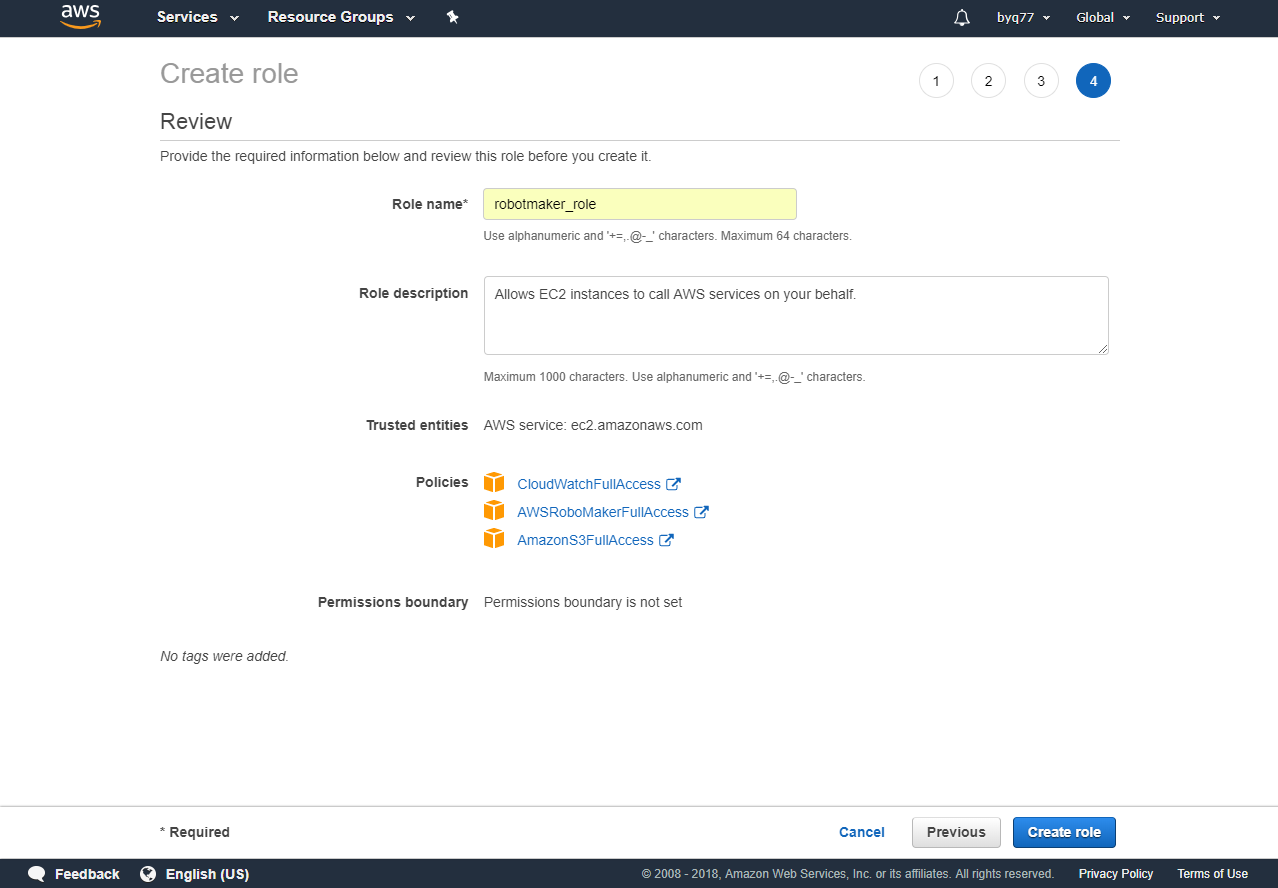 aws Services Resource Groups byq77 Global Support
Create role 1 2 3 4
Review
Provide the required information below and review this role before you create it.
Role name* robotmaker_role
Use alphanumeric and '+=,.@-_' characters. Maximum 64 characters.
Role description Allows EC2 instances to call AWS services on your behalf.
Maximum 1000 characters. Use alphanumeric and '+=,.@-_' characters.
Trusted entities AWS service: ec2.amazonaws.com
Policies CloudWatchFullAccess
AWSRoboMakerFullAccess
AmazonS3FullAccess
Permissions boundary Permissions boundary is not set
No tags were added.
* Required Cancel Previous Create role
Feedback English (US) © 2008 - 2018, Amazon Web Services, Inc. or its affiliates. All rights reserved. Privacy Policy Terms of Use